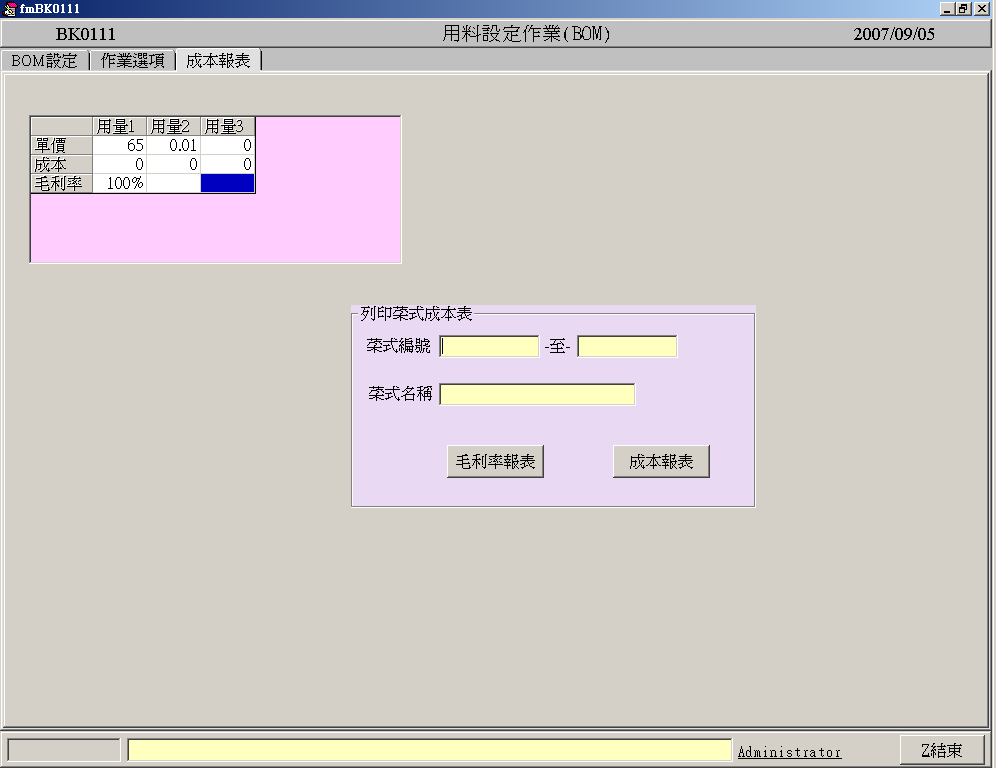 fmBK0111
BK0111 用料設定作業(BOM) 2007/09/05
BOM設定 作業選項 成本報表
用量1 用量2 用量3
單價 65 0.01 0
成本 0 0 0
毛利率 100%
列印菜式成本表
菜式編號 -至-
菜式名稱
毛利率報表 成本報表
Administrator Z結束